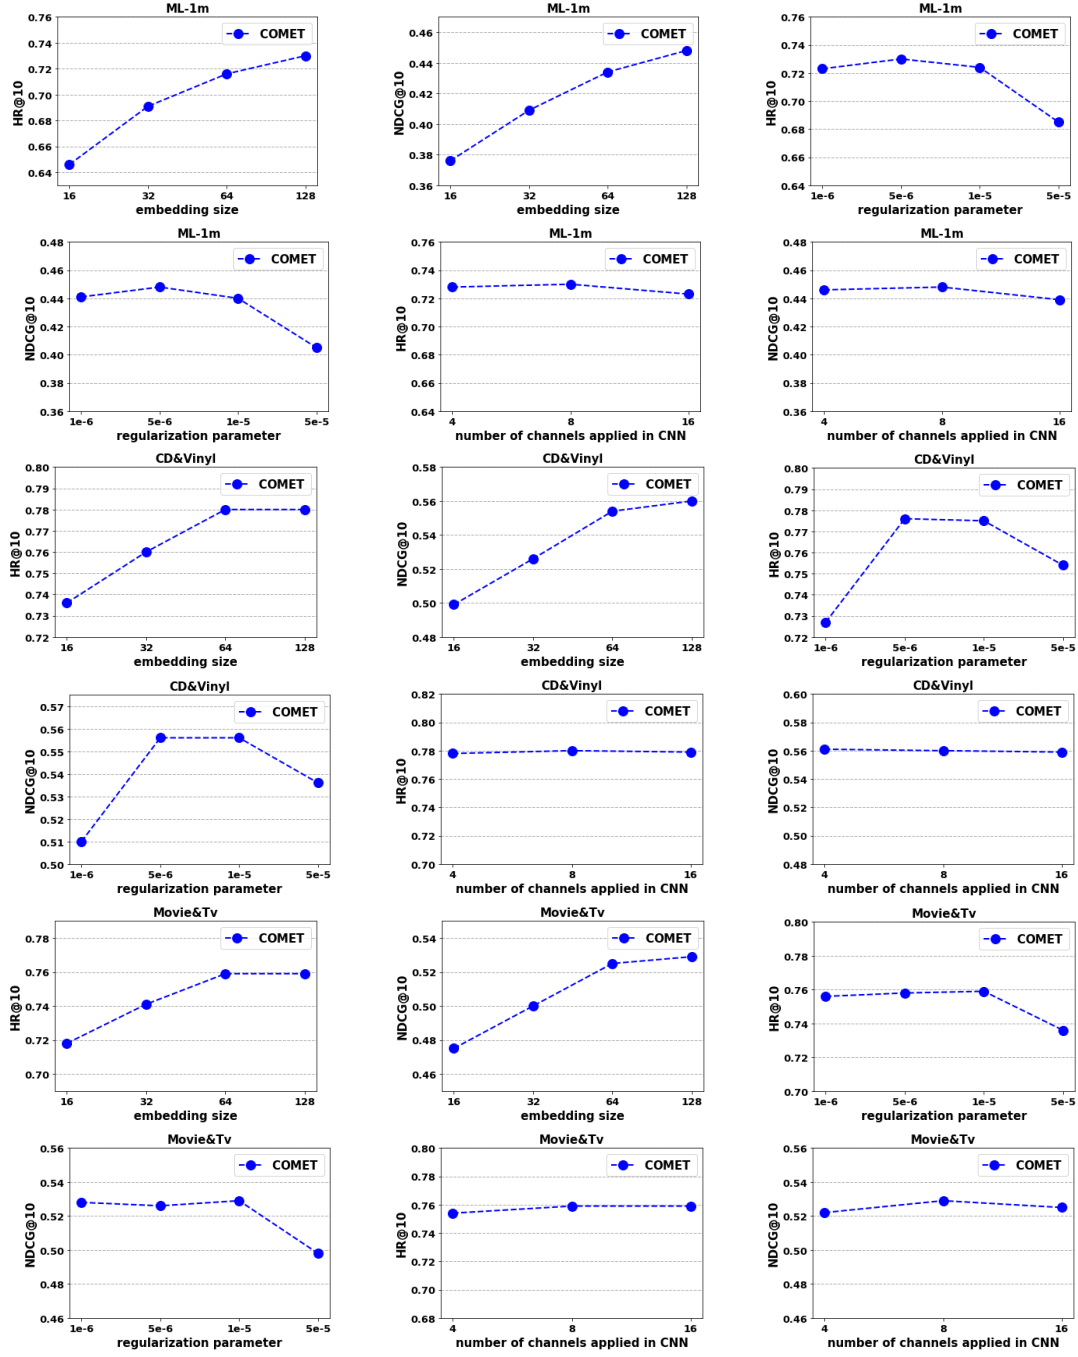 ML-1m
COMET
HR@10
0.76
0.74
0.72
0.70
0.68
0.66
0.64
16 32 64 128
embedding size
ML-1m
COMET
NDCG@10
0.46
0.44
0.42
0.40
0.38
0.36
16 32 64 128
embedding size
ML-1m
COMET
HR@10
0.76
0.74
0.72
0.70
0.68
0.66
0.64
1e-6 5e-6 1e-5 5e-5
regularization parameter
ML-1m
COMET
NDCG@10
0.48
0.46
0.44
0.42
0.40
0.38
0.36
1e-6 5e-6 1e-5 5e-5
regularization parameter
ML-1m
COMET
HR@10
0.76
0.74
0.72
0.70
0.68
0.66
0.64
4 8 16
number of channels applied in CNN
ML-1m
COMET
NDCG@10
0.48
0.46
0.44
0.42
0.40
0.38
0.36
4 8 16
number of channels applied in CNN
CD&Vinyl
COMET
HR@10
0.80
0.79
0.78
0.77
0.76
0.75
0.74
0.73
0.72
16 32 64 128
embedding size
CD&Vinyl
COMET
NDCG@10
0.58
0.56
0.54
0.52
0.50
0.48
16 32 64 128
embedding size
CD&Vinyl
COMET
HR@10
0.80
0.79
0.78
0.77
0.76
0.75
0.74
0.73
0.72
1e-6 5e-6 1e-5 5e-5
regularization parameter
CD&Vinyl
COMET
NDCG@10
0.57
0.56
0.55
0.54
0.53
0.52
0.51
0.50
1e-6 5e-6 1e-5 5e-5
regularization parameter
CD&Vinyl
COMET
HR@10
0.82
0.80
0.78
0.76
0.74
0.72
0.70
4 8 16
number of channels applied in CNN
CD&Vinyl
COMET
NDCG@10
0.60
0.58
0.56
0.54
0.52
0.50
0.48
4 8 16
number of channels applied in CNN
Movie&Tv
COMET
HR@10
0.78
0.76
0.74
0.72
0.70
16 32 64 128
embedding size
Movie&Tv
COMET
NDCG@10
0.54
0.52
0.50
0.48
0.46
16 32 64 128
embedding size
Movie&Tv
COMET
HR@10
0.80
0.78
0.76
0.74
0.72
0.70
1e-6 5e-6 1e-5 5e-5
regularization parameter
Movie&Tv
COMET
NDCG@10
0.56
0.54
0.52
0.50
0.48
0.46
1e-6 5e-6 1e-5 5e-5
regularization parameter
Movie&Tv
COMET
HR@10
0.80
0.78
0.76
0.74
0.72
0.70
0.68
4 8 16
number of channels applied in CNN
Movie&Tv
COMET
NDCG@10
0.56
0.54
0.52
0.50
0.48
0.46
4 8 16
number of channels applied in CNN